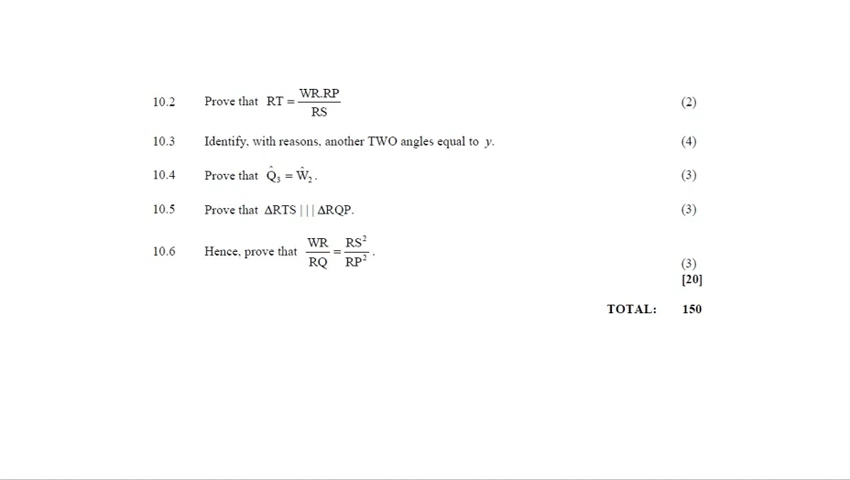 10.2 Prove that RT = WR.RP / RS (2)
10.3 Identify, with reasons, another TWO angles equal to y. (4)
10.4 Prove that Q̂₃ = Ŵ₂. (3)
10.5 Prove that ΔRTS ||| ΔRQP. (3)
10.6 Hence, prove that WR / RQ = RS² / RP². (3)
[20]
TOTAL: 150